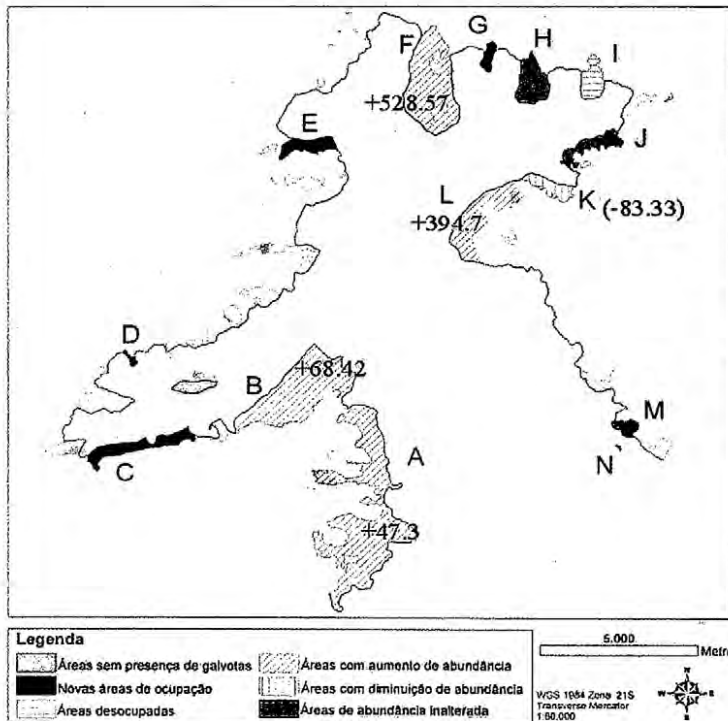 F
G
H
I
+528.57
E
J
L
K
+394.7
(-83.33)
D
B
+68.42
C
A
M
N
+47.3
Legenda
Áreas sem presença de galvotas
Novas áreas de ocupação
Áreas desocupadas
Áreas com aumento de abundância
Áreas com diminuição de abundância
Áreas de abundância inalterada
5.000
Metr
WGS 1984 Zona 21S
Transverse Mercator
1:60.000
N
W
E
S